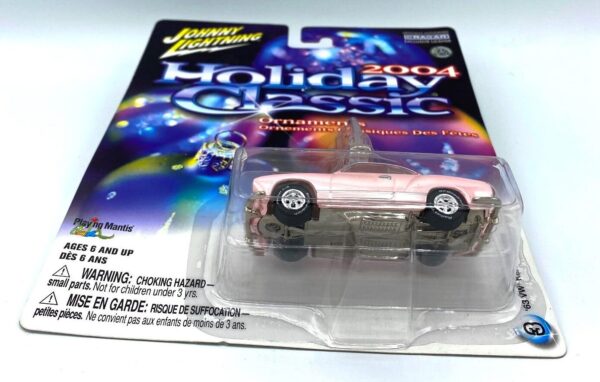 JOHNNY
LIGHTNING
2004
Holiday
Classic
Ornaments
Ornements Classiques Des Fêtes
Playing Mantis
AGES 6 AND UP
DÈS 6 ANS
WARNING: CHOKING HAZARD—
small parts. Not for children under 3 yrs.
MISE EN GARDE: RISQUE DE SUFFOCATION—
petites pièces. Ne convient pas aux enfants de moins de 3 ans.
'63 VW